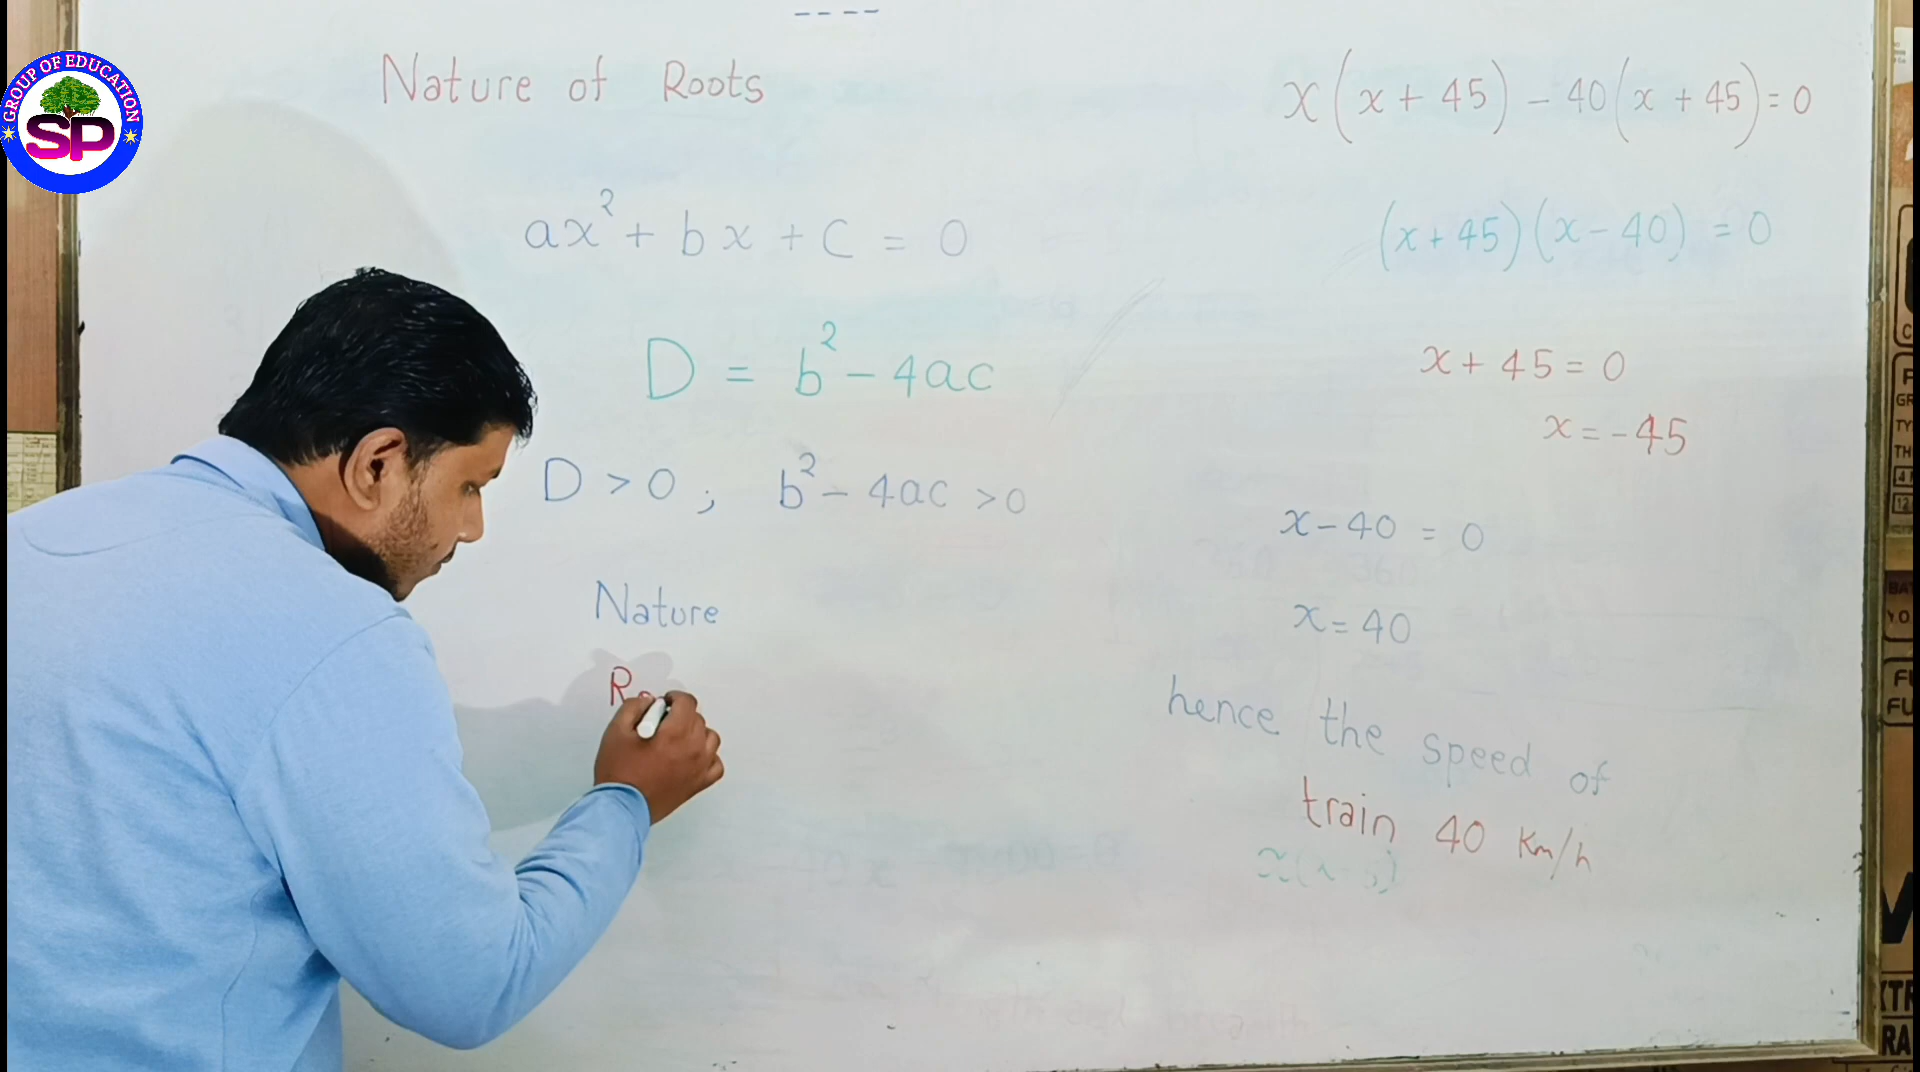 GROUP OF EDUCATION
SP
Nature of Roots
ax² + bx + c = 0
D = b² - 4ac
D > 0 ; b² - 4ac > 0
Nature
x(x + 45) - 40(x + 45) = 0
(x + 45)(x - 40) = 0
x + 45 = 0
x = -45
x - 40 = 0
x = 40
hence the speed of
train 40 Km/h